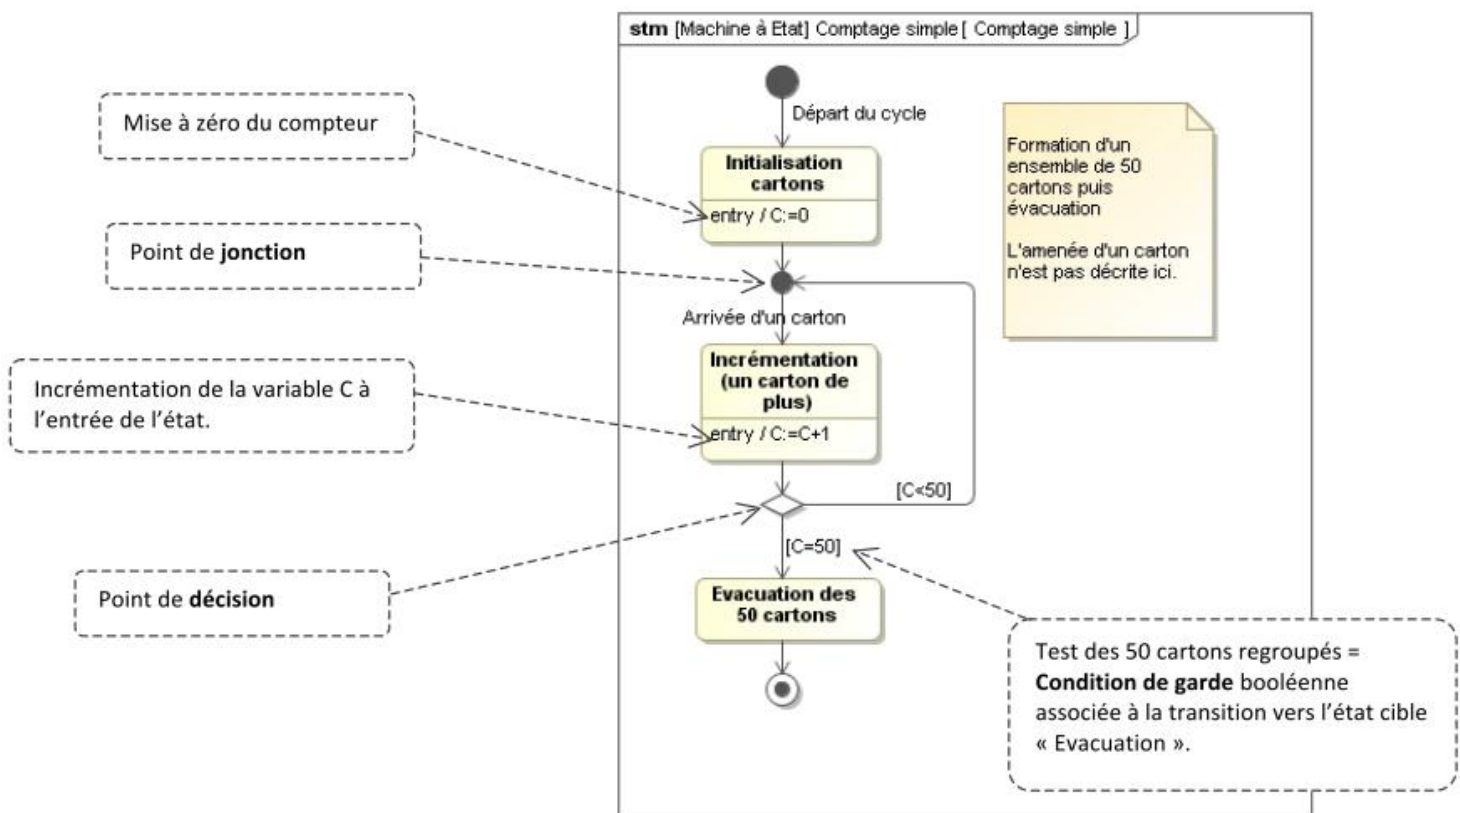 stm [Machine à Etat] Comptage simple[ Comptage simple ]
Mise à zéro du compteur
Départ du cycle
Initialisation
cartons
entry / C:=0
Formation d'un
ensemble de 50
cartons puis
évacuation
L'amenée d'un carton
n'est pas décrite ici.
Point de jonction
Arrivée d'un carton
Incrémentation de la variable C à
l'entrée de l'état.
Incrémentation
(un carton de
plus)
entry / C:=C+1
[C<50]
[C=50]
Point de décision
Evacuation des
50 cartons
Test des 50 cartons regroupés =
Condition de garde booléenne
associée à la transition vers l'état cible
« Evacuation ».